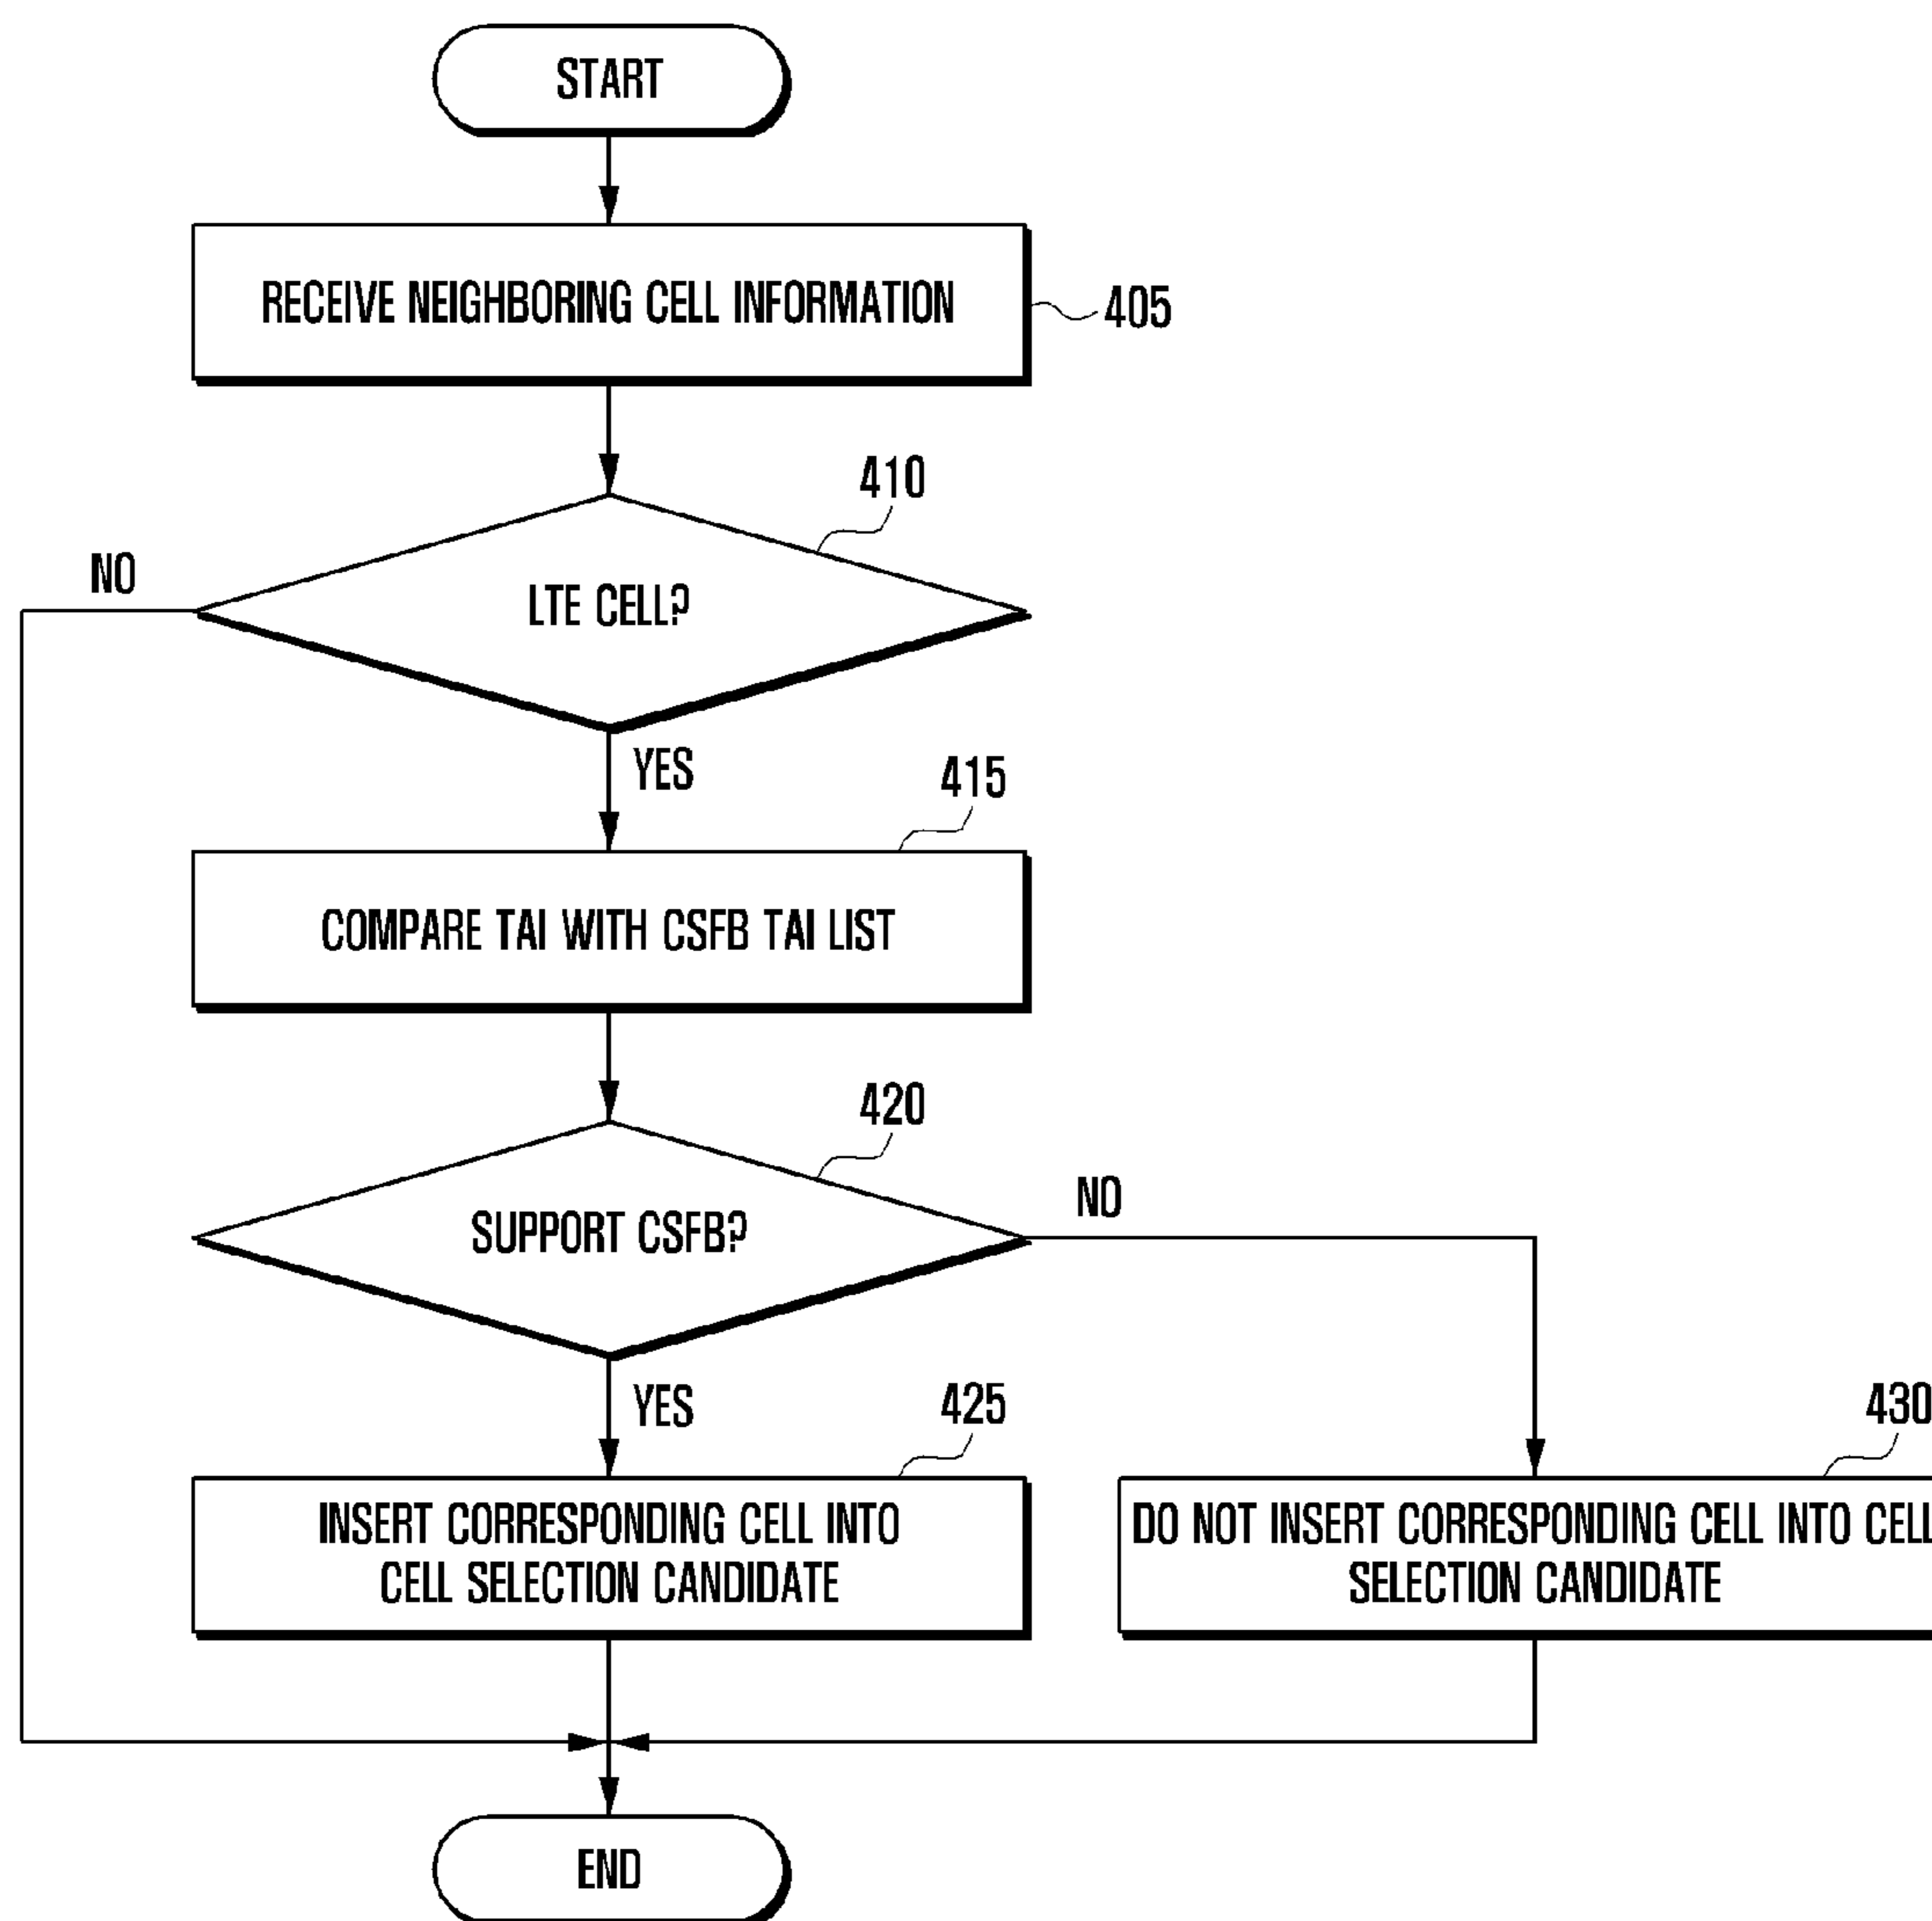 START
RECEIVE NEIGHBORING CELL INFORMATION
405
410
NO
LTE CELL?
YES
415
COMPARE TAI WITH CSFB TAI LIST
420
NO
SUPPORT CSFB?
YES
425
430
INSERT CORRESPONDING CELL INTO
CELL SELECTION CANDIDATE
DO NOT INSERT CORRESPONDING CELL INTO CELL
SELECTION CANDIDATE
END